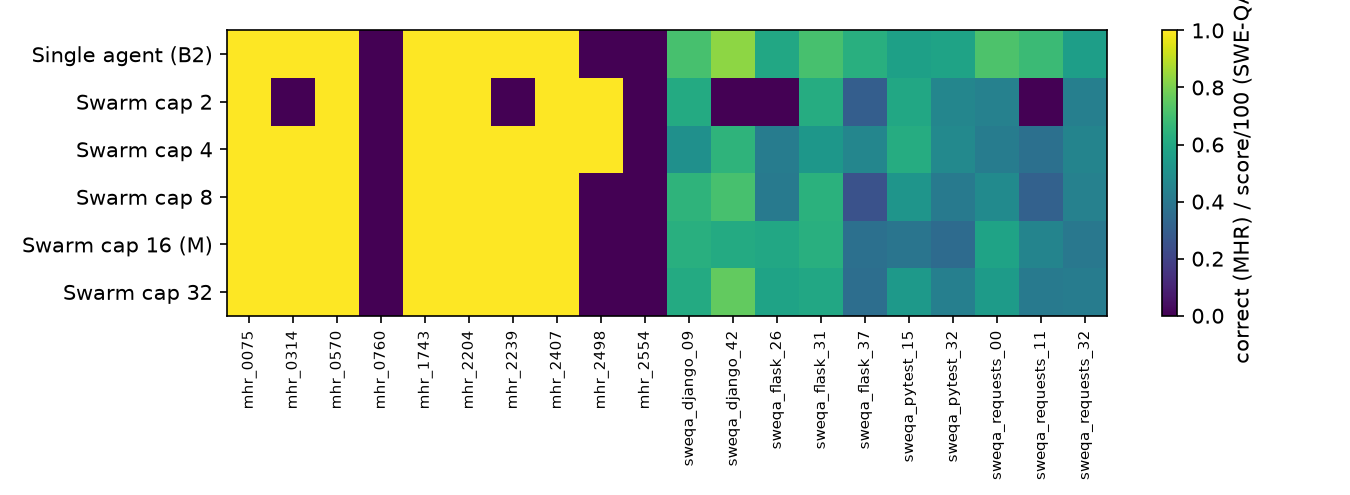 Single agent (B2)
Swarm cap 2
Swarm cap 4
Swarm cap 8
Swarm cap 16 (M)
Swarm cap 32
mhr_0075
mhr_0314
mhr_0570
mhr_0760
mhr_1743
mhr_2204
mhr_2239
mhr_2407
mhr_2498
mhr_2554
sweqa_django_09
sweqa_django_42
sweqa_flask_26
sweqa_flask_31
sweqa_flask_37
sweqa_pytest_15
sweqa_pytest_32
sweqa_requests_00
sweqa_requests_11
sweqa_requests_32
1.0
0.8
0.6
0.4
0.2
0.0
correct (MHR) / score/100 (SWE-Q